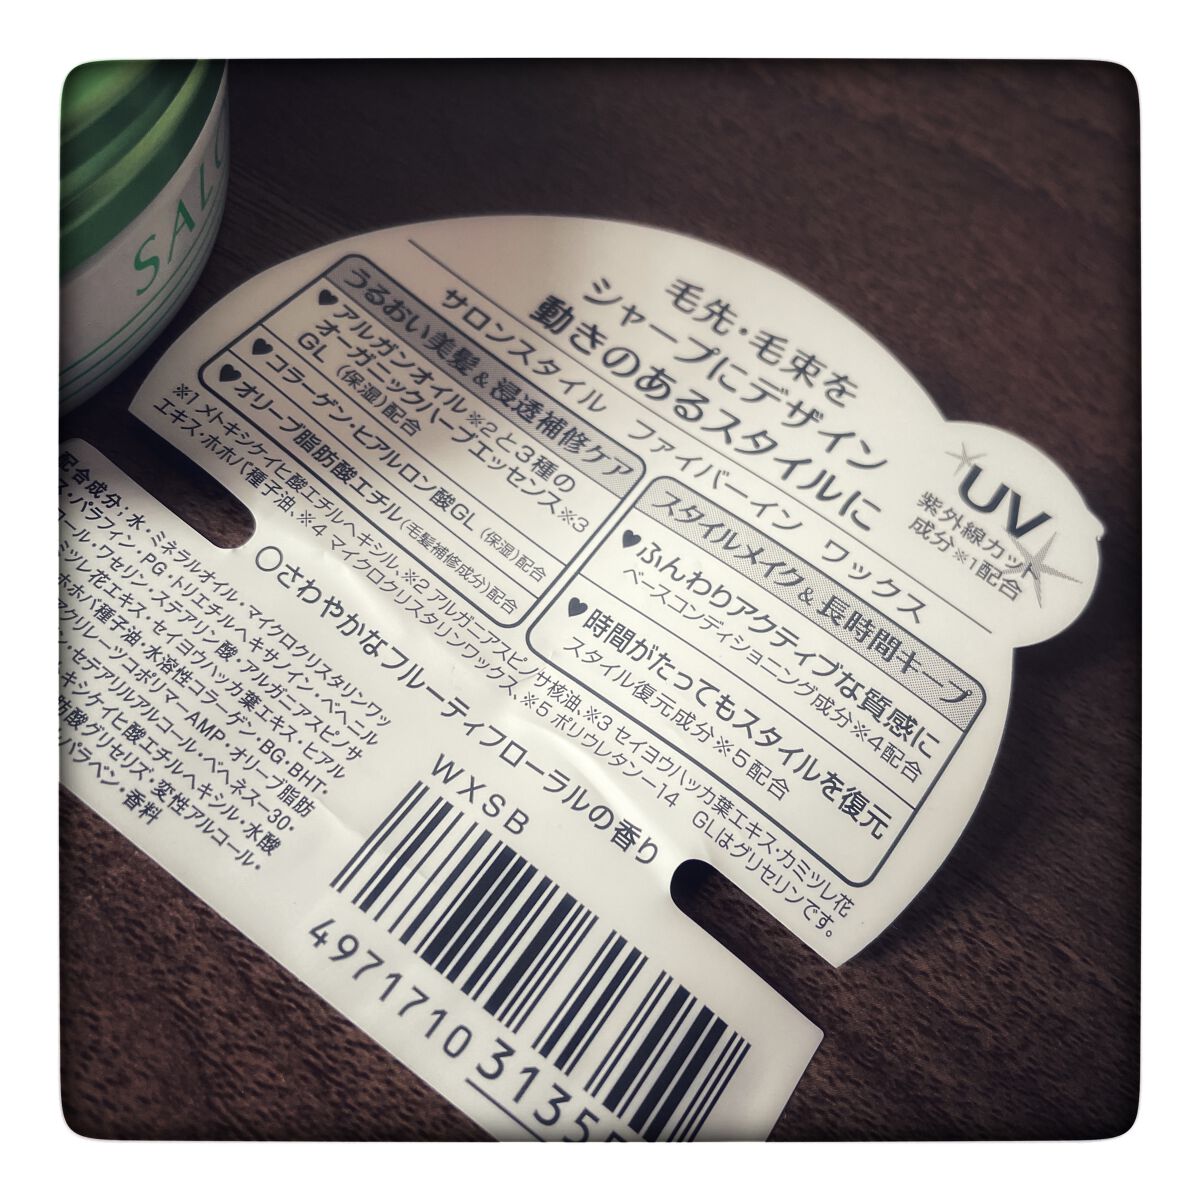 SALO
毛先・毛束を
シャープにデザイン
動きのあるスタイルに
UV
紫外線カット
成分※1配合
サロンスタイル ファイバーイン ワックス
うるおい美髪&浸透補修ケア
♥アルガンオイル※2と3種の
オーガニックハーブエッセンス※3
GL(保湿)配合
♥コラーゲン・ヒアルロン酸GL(保湿)配合
♥オリーブ脂肪酸エチル(毛髪補修成分)配合
スタイルメイク&長時間キープ
♥ふんわりアクティブな質感に
ベースコンディショニング成分※4配合
♥時間がたってもスタイルを復元
スタイル復元成分※5配合
※1 メトキシケイヒ酸エチルヘキシル、※2 アルガニアスピノサ核油、※3 セイヨウハッカ葉エキス・カミツレ花
エキス・ホホバ種子油、※4 マイクロクリスタリンワックス、※5 ポリウレタン-14 GLはグリセリンです。
○さわやかなフルーティフローラルの香り
配合成分:水・ミネラルオイル・マイクロクリスタリンワッ
ス・パラフィン・PG・トリエチルヘキサノイン・ベヘニル
コール・ワセリン・ステアリン酸・アルガニアスピノサ
ミツレ花エキス・セイヨウハッカ葉エキス・ヒアル
ホホバ種子油・水溶性コラーゲン・BG・BHT・
アクリレーツコポリマーAMP・オリーブ脂肪
・セテアリルアルコール・ベヘネス-30・
キシケイヒ酸エチルヘキシル・水酸
性酸グリセリズ・変性アルコール・
パラベン・香料
WXSB
4971710 3135